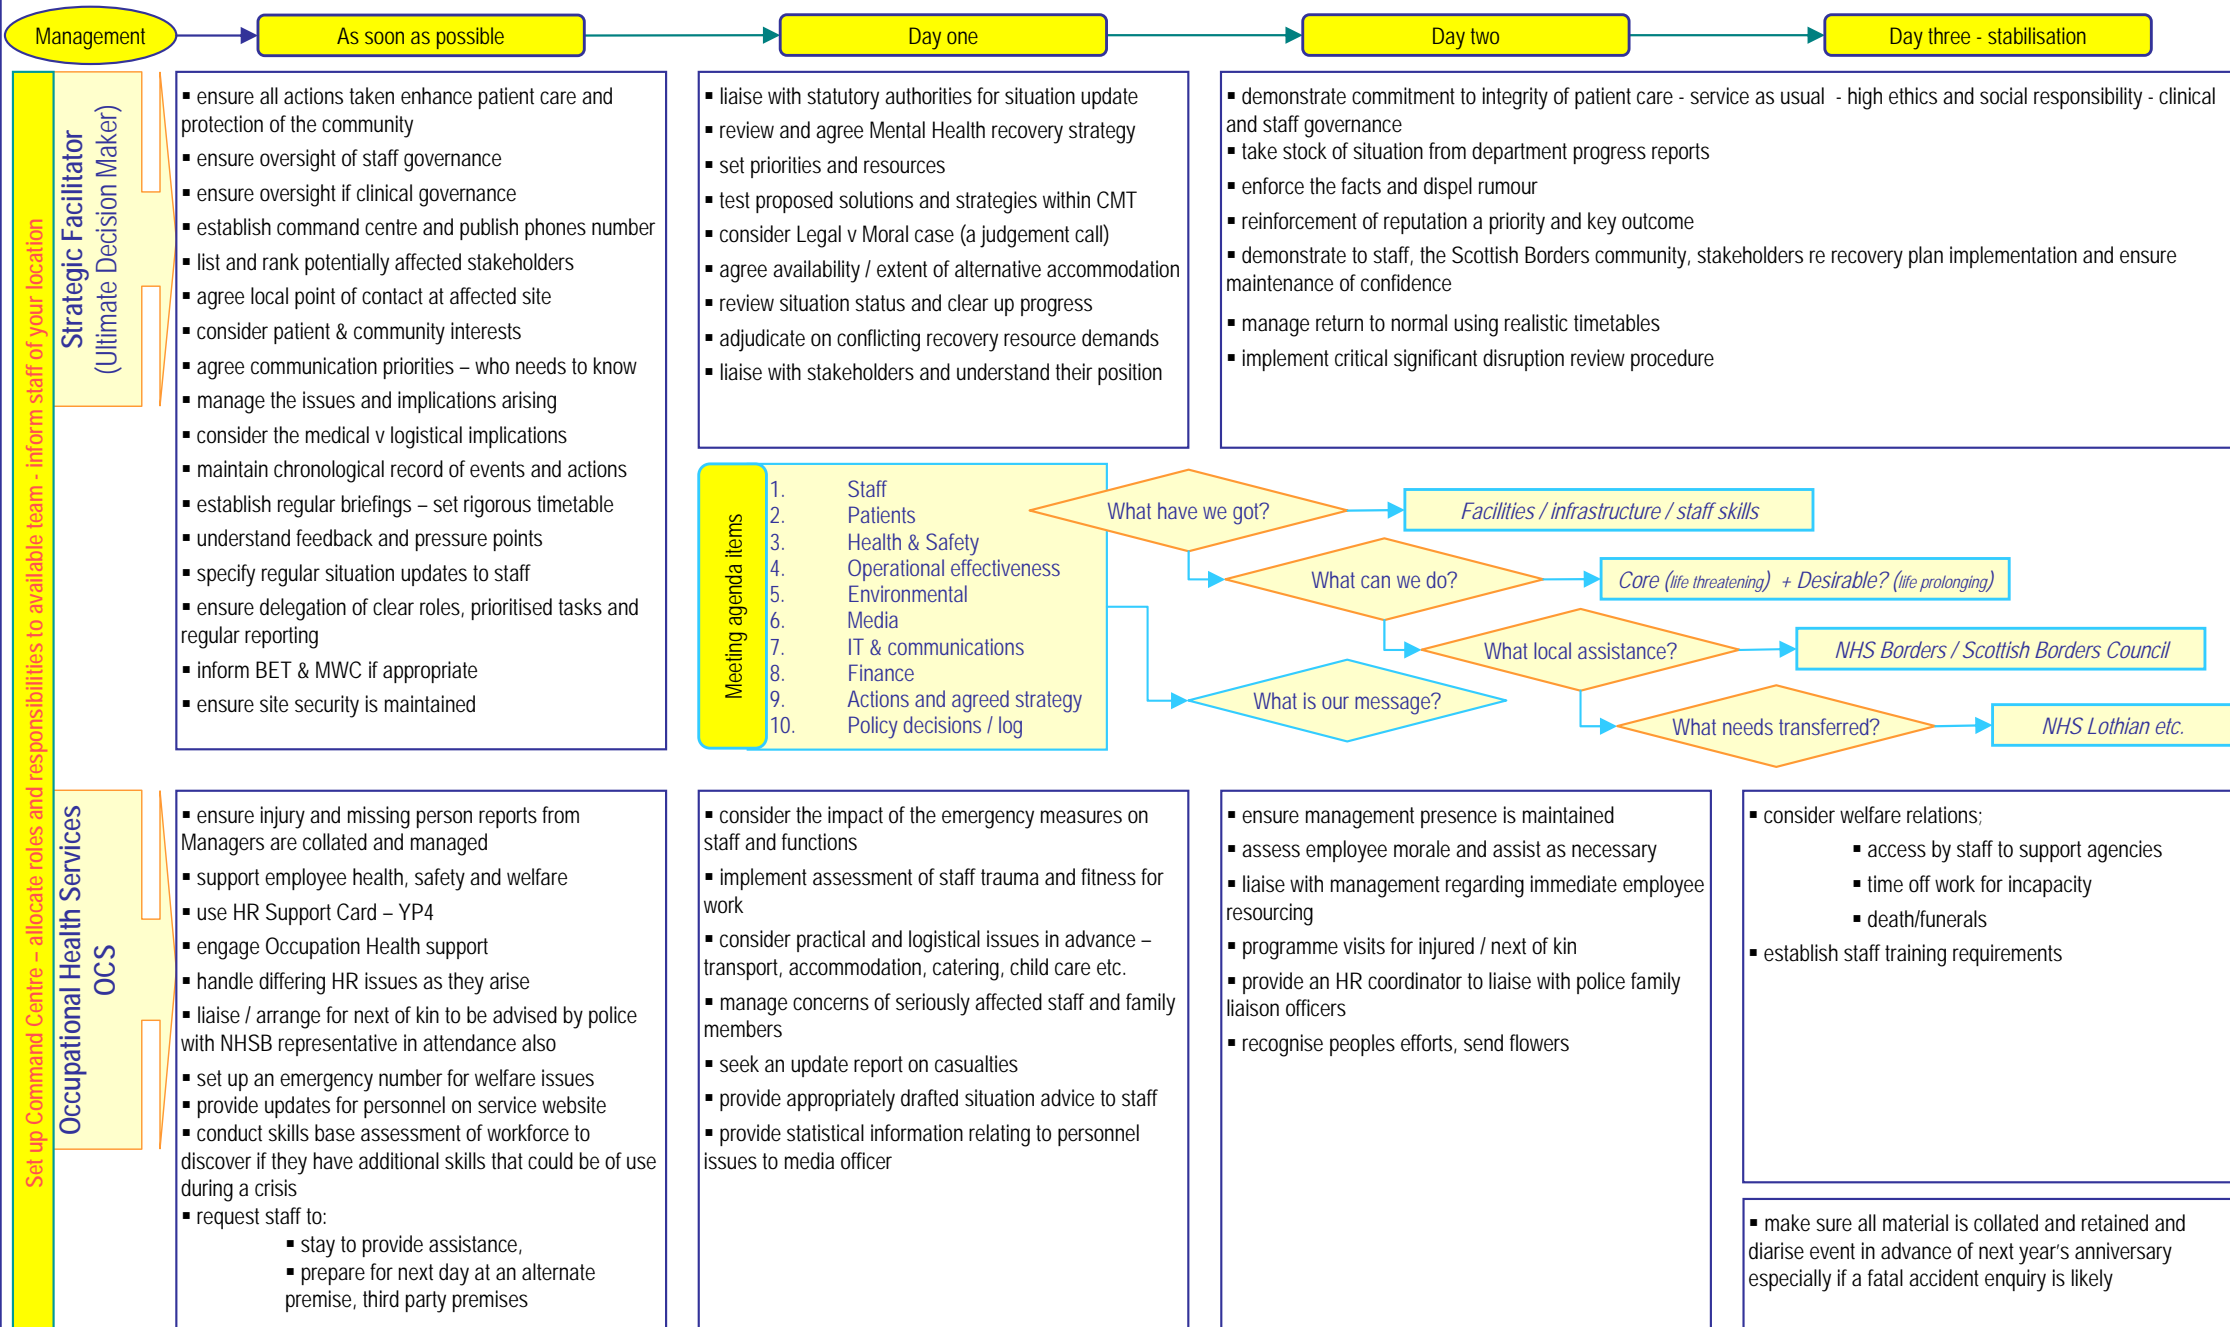 Management
As soon as possible
Day one
Day two
Day three - stabilisation
Set up Command Centre – allocate roles and responsibilities to available team - inform staff of your location
Strategic Facilitator
(Ultimate Decision Maker)
▪ ensure all actions taken enhance patient care and
protection of the community
▪ ensure oversight of staff governance
▪ ensure oversight if clinical governance
▪ establish command centre and publish phones number
▪ list and rank potentially affected stakeholders
▪ agree local point of contact at affected site
▪ consider patient & community interests
▪ agree communication priorities – who needs to know
▪ manage the issues and implications arising
▪ consider the medical v logistical implications
▪ maintain chronological record of events and actions
▪ establish regular briefings – set rigorous timetable
▪ understand feedback and pressure points
▪ specify regular situation updates to staff
▪ ensure delegation of clear roles, prioritised tasks and
regular reporting
▪ inform BET & MWC if appropriate
▪ ensure site security is maintained
▪ liaise with statutory authorities for situation update
▪ review and agree Mental Health recovery strategy
▪ set priorities and resources
▪ test proposed solutions and strategies within CMT
▪ consider Legal v Moral case (a judgement call)
▪ agree availability / extent of alternative accommodation
▪ review situation status and clear up progress
▪ adjudicate on conflicting recovery resource demands
▪ liaise with stakeholders and understand their position
▪ demonstrate commitment to integrity of patient care - service as usual - high ethics and social responsibility - clinical
and staff governance
▪ take stock of situation from department progress reports
▪ enforce the facts and dispel rumour
▪ reinforcement of reputation a priority and key outcome
▪ demonstrate to staff, the Scottish Borders community, stakeholders re recovery plan implementation and ensure
maintenance of confidence
▪ manage return to normal using realistic timetables
▪ implement critical significant disruption review procedure
Meeting agenda items
1. Staff
2. Patients
3. Health & Safety
4. Operational effectiveness
5. Environmental
6. Media
7. IT & communications
8. Finance
9. Actions and agreed strategy
10. Policy decisions / log
What have we got?
Facilities / infrastructure / staff skills
What can we do?
Core (life threatening) + Desirable? (life prolonging)
What local assistance?
NHS Borders / Scottish Borders Council
What is our message?
What needs transferred?
NHS Lothian etc.
Occupational Health Services
OCS
▪ ensure injury and missing person reports from
Managers are collated and managed
▪ support employee health, safety and welfare
▪ use HR Support Card – YP4
▪ engage Occupation Health support
▪ handle differing HR issues as they arise
▪ liaise / arrange for next of kin to be advised by police
with NHSB representative in attendance also
▪ set up an emergency number for welfare issues
▪ provide updates for personnel on service website
▪ conduct skills base assessment of workforce to
discover if they have additional skills that could be of use
during a crisis
▪ request staff to:
▪ stay to provide assistance,
▪ prepare for next day at an alternate
premise, third party premises
▪ consider the impact of the emergency measures on
staff and functions
▪ implement assessment of staff trauma and fitness for
work
▪ consider practical and logistical issues in advance –
transport, accommodation, catering, child care etc.
▪ manage concerns of seriously affected staff and family
members
▪ seek an update report on casualties
▪ provide appropriately drafted situation advice to staff
▪ provide statistical information relating to personnel
issues to media officer
▪ ensure management presence is maintained
▪ assess employee morale and assist as necessary
▪ liaise with management regarding immediate employee
resourcing
▪ programme visits for injured / next of kin
▪ provide an HR coordinator to liaise with police family
liaison officers
▪ recognise peoples efforts, send flowers
▪ consider welfare relations;
▪ access by staff to support agencies
▪ time off work for incapacity
▪ death/funerals
▪ establish staff training requirements
▪ make sure all material is collated and retained and
diarise event in advance of next year's anniversary
especially if a fatal accident enquiry is likely